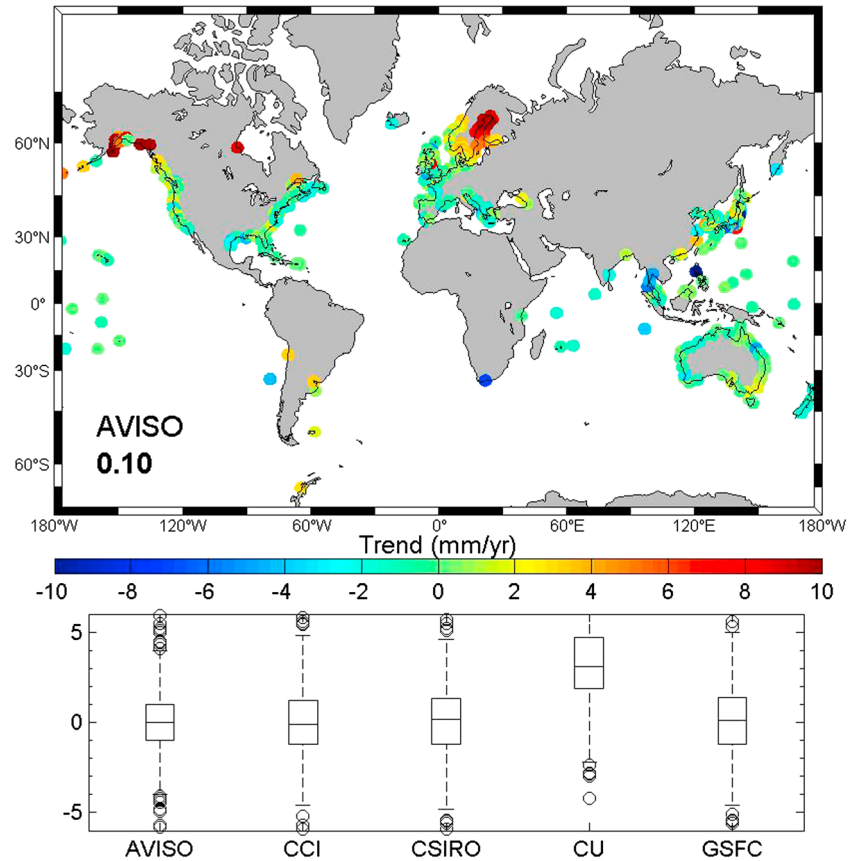 60°N
30°N
0°
30°S
60°S
AVISO
0.10
180°W 120°W 60°W 0° 60°E 120°E 180°W
Trend (mm/yr)
-10 -8 -6 -4 -2 0 2 4 6 8 10
5
0
-5
AVISO CCI CSIRO CU GSFC